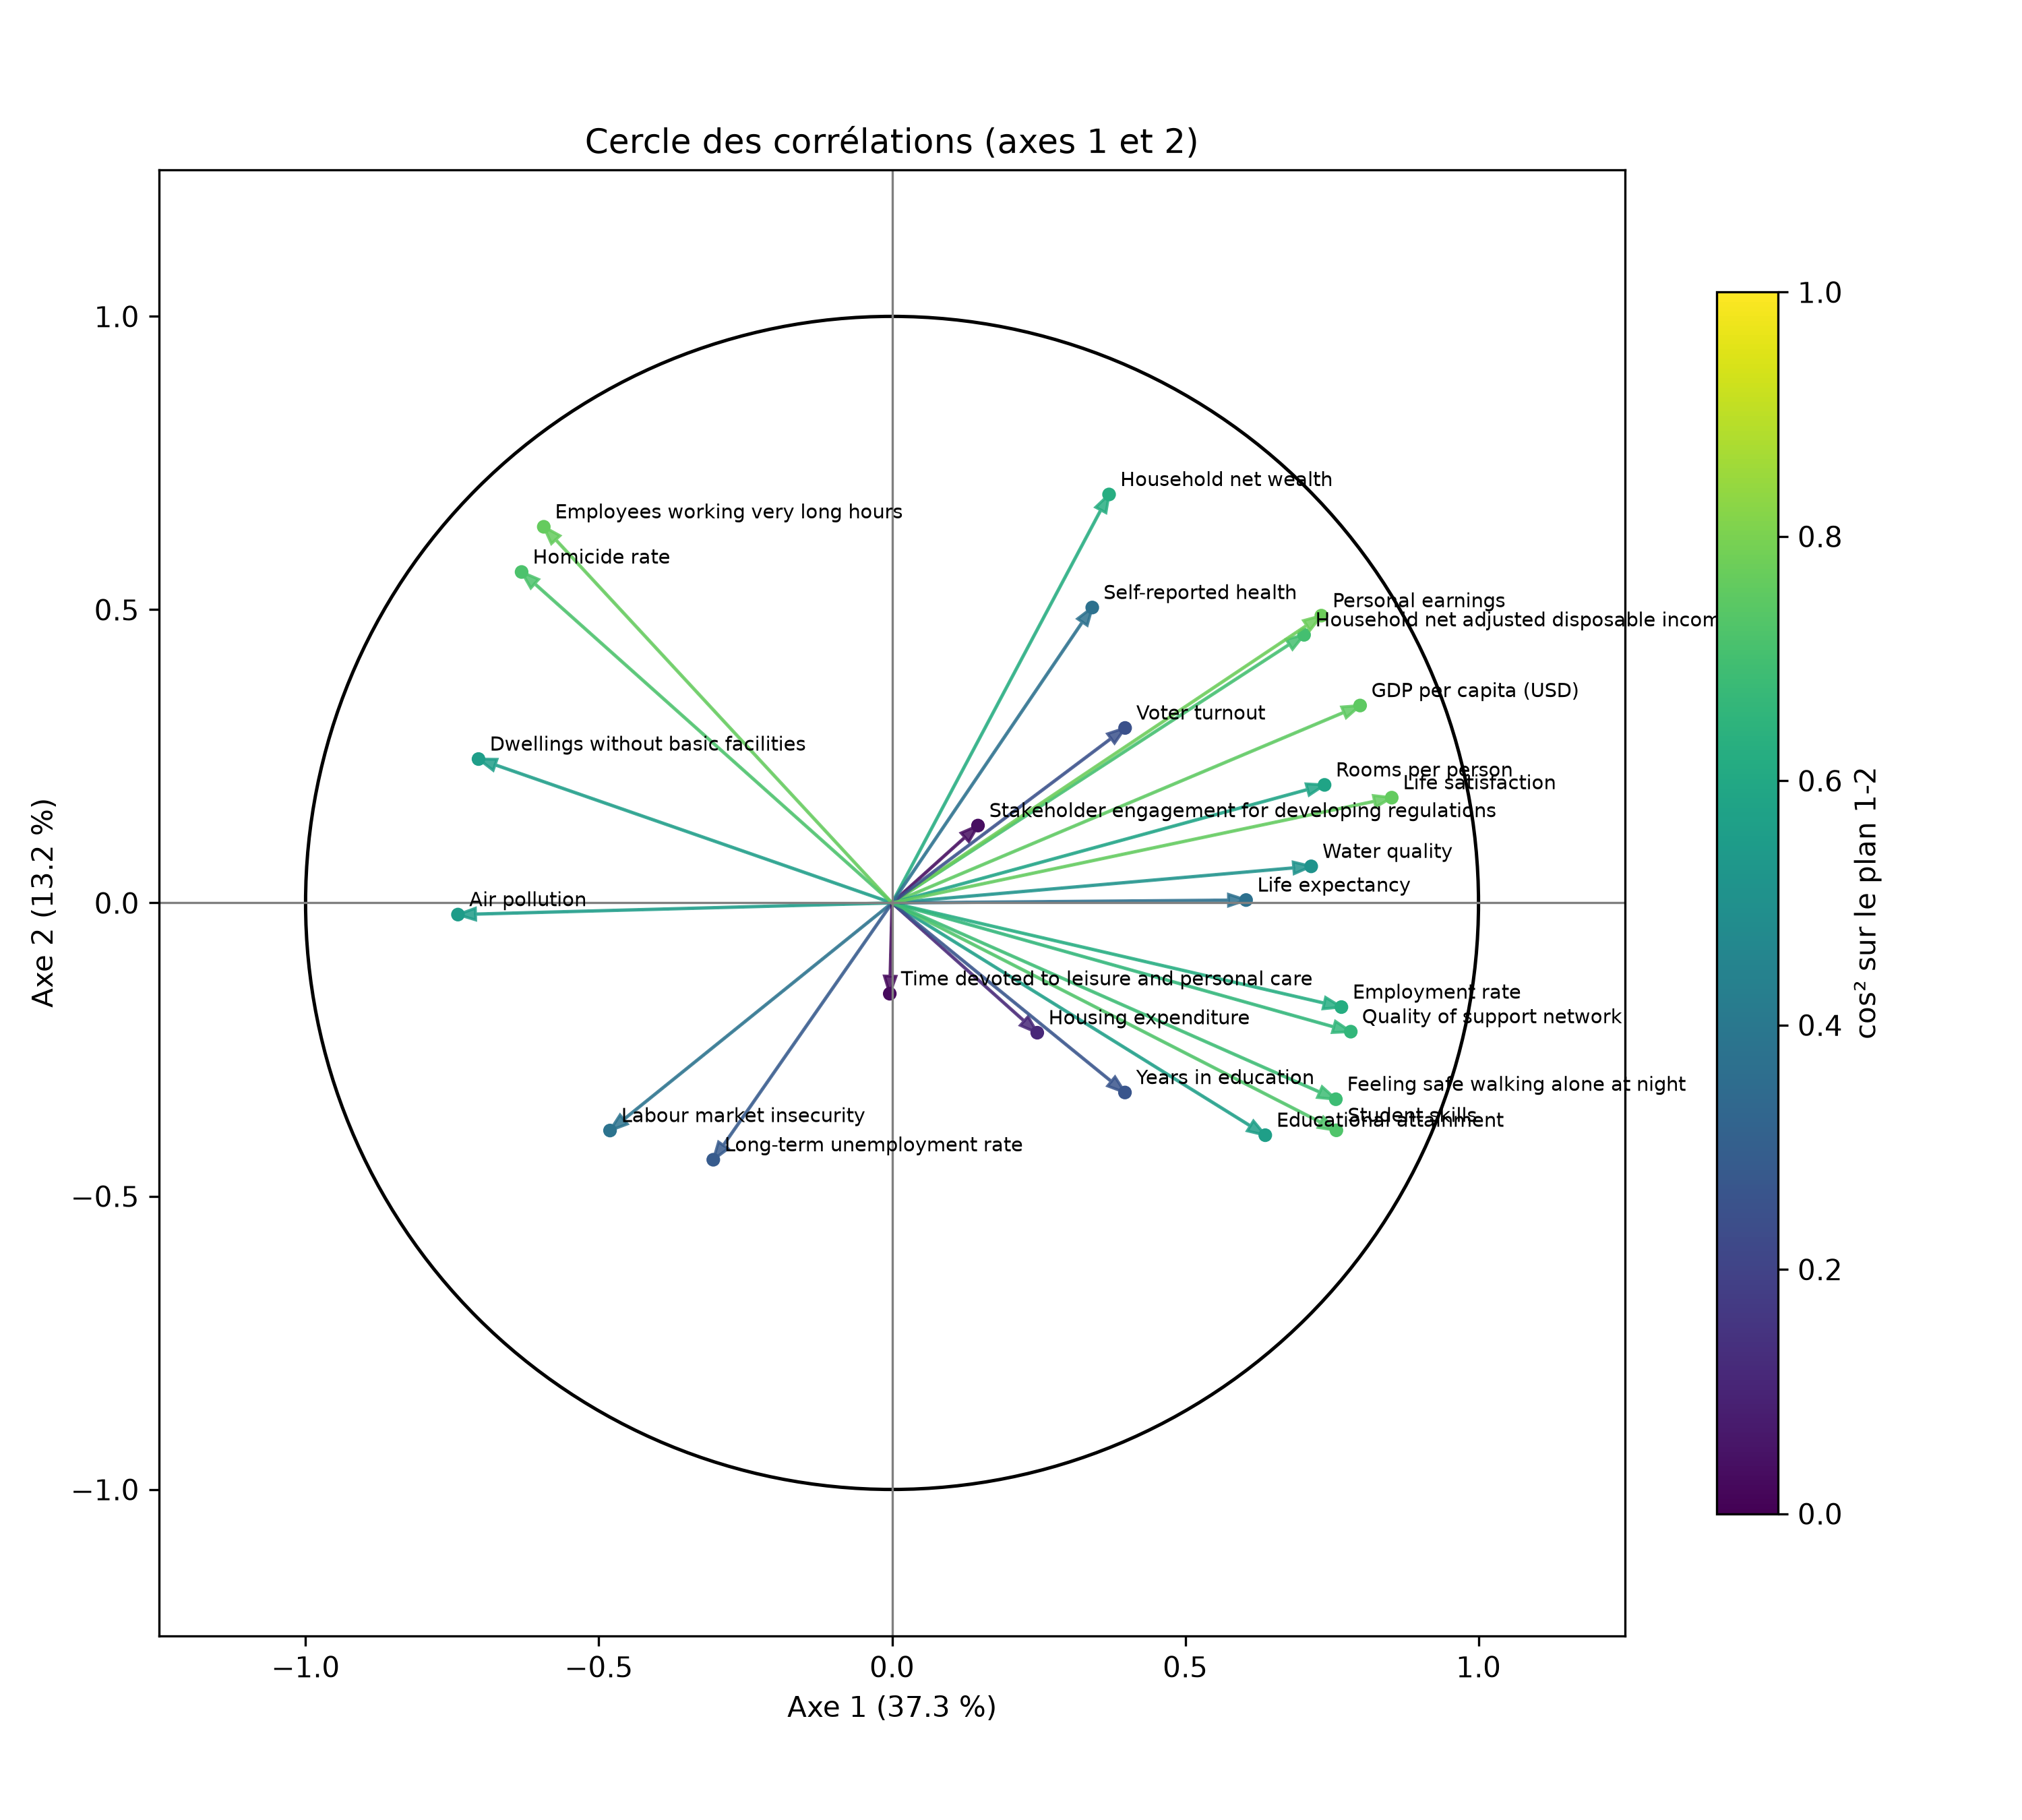 Cercle des corrélations (axes 1 et 2)
1.0
0.5
0.0
−0.5
−1.0
Axe 2 (13.2 %)
Household net wealth
Employees working very long hours
Homicide rate
Self-reported health
Personal earnings
Household net adjusted disposable incom
GDP per capita (USD)
Voter turnout
Dwellings without basic facilities
Rooms per person
Life satisfaction
Stakeholder engagement for developing regulations
Water quality
Life expectancy
Air pollution
Time devoted to leisure and personal care
Employment rate
Housing expenditure
Quality of support network
Years in education
Feeling safe walking alone at night
Student skills
Educational attainment
Labour market insecurity
Long-term unemployment rate
−1.0
−0.5
0.0
0.5
1.0
Axe 1 (37.3 %)
1.0
0.8
0.6
0.4
0.2
0.0
cos² sur le plan 1-2